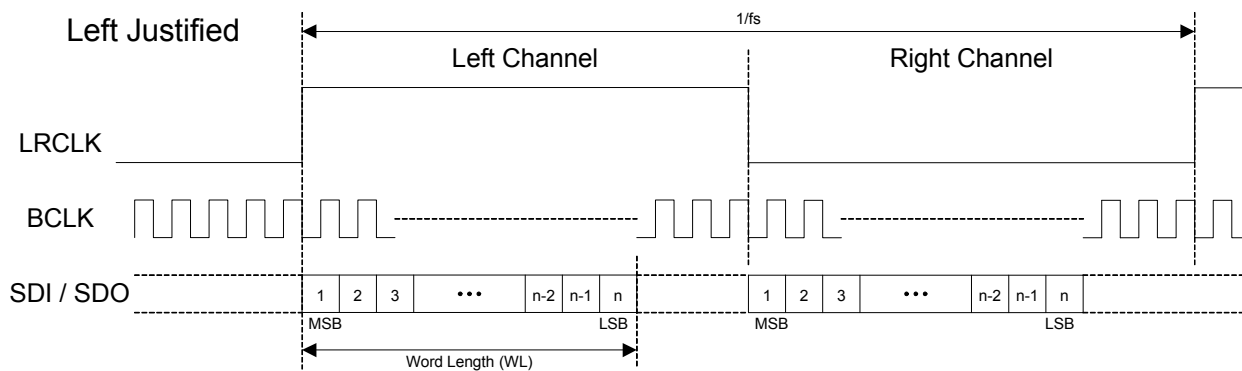 Left Justified
1/fs
Left Channel
Right Channel
LRCLK
BCLK
SDI / SDO
1 2 3 ••• n-2 n-1 n 1 2 3 ••• n-2 n-1 n
MSB LSB MSB LSB
Word Length (WL)